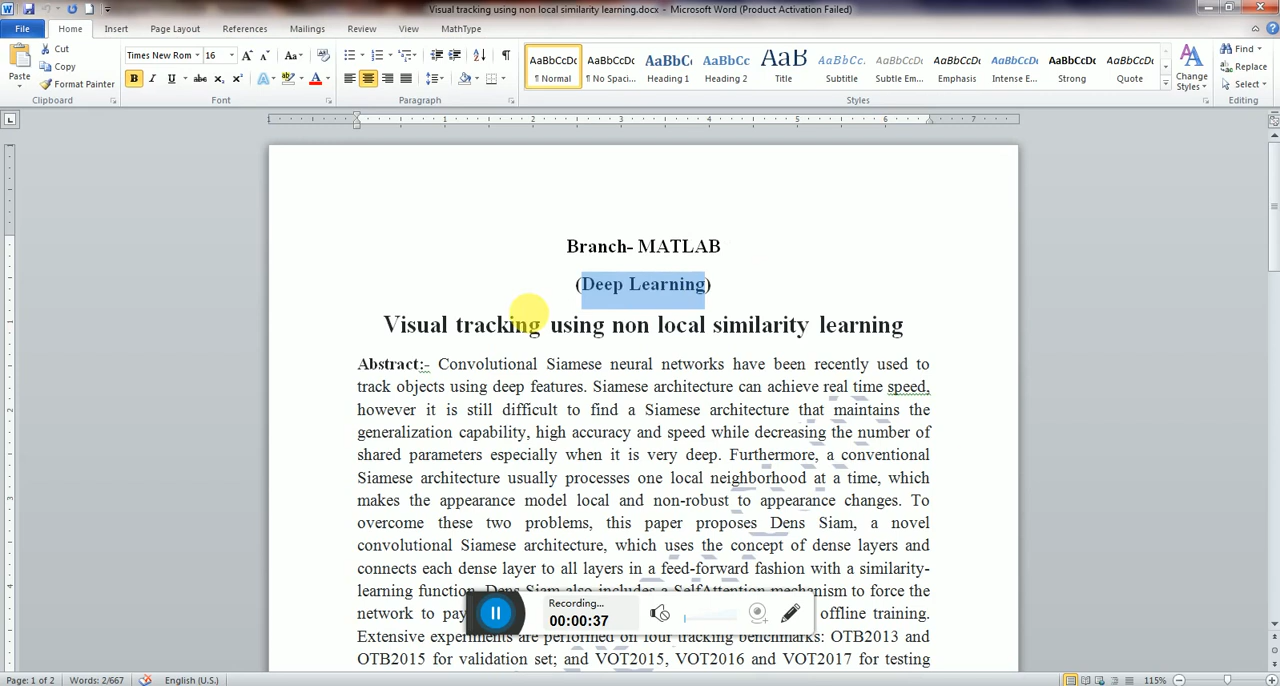 Visual tracking using non local similarity learning.docx - Microsoft Word (Product Activation Failed)
File Home Insert Page Layout References Mailings Review View MathType
Cut
Copy
Format Painter
Paste
Clipboard
Times New Rom 16
Font
Paragraph
AaBbCcDc AaBbCcDc AaBbC AaBbCc AaB AaBbCc. AaBbCcDc AaBbCcDc AaBbCcDc AaBbCcDc AaBbCcDc
¶ Normal ¶ No Spaci... Heading 1 Heading 2 Title Subtitle Subtle Em... Emphasis Intense E... Strong Quote
Change Styles
Styles
Find
Replace
Select
Editing
Branch- MATLAB
(Deep Learning)
Visual tracking using non local similarity learning
Abstract:- Convolutional Siamese neural networks have been recently used to
track objects using deep features. Siamese architecture can achieve real time speed,
however it is still difficult to find a Siamese architecture that maintains the
generalization capability, high accuracy and speed while decreasing the number of
shared parameters especially when it is very deep. Furthermore, a conventional
Siamese architecture usually processes one local neighborhood at a time, which
makes the appearance model local and non-robust to appearance changes. To
overcome these two problems, this paper proposes Dens Siam, a novel
convolutional Siamese architecture, which uses the concept of dense layers and
connects each dense layer to all layers in a feed-forward fashion with a similarity-
learning function. Dens Siam also includes a SelfAttention mechanism to force the
network to pay offline training.
Extensive experiments are performed on four tracking benchmarks: OTB2013 and
OTB2015 for validation set; and VOT2015, VOT2016 and VOT2017 for testing
Recording...
00:00:37
Page: 1 of 2 Words: 2/667 English (U.S.) 115%